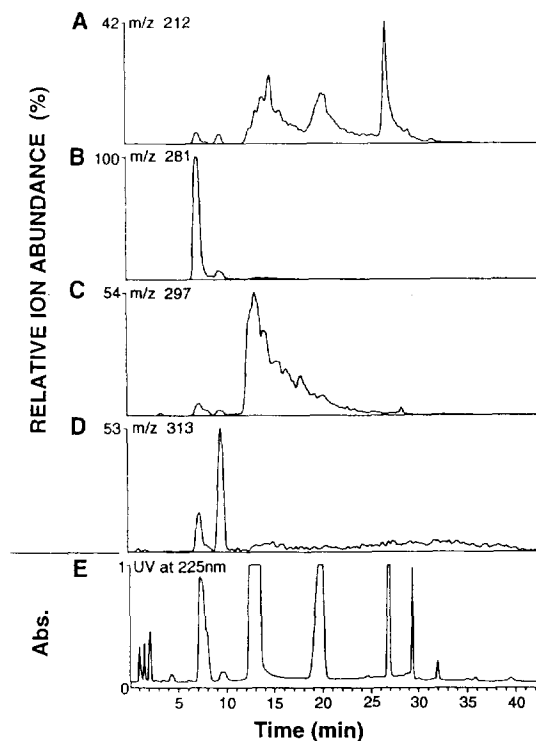 A
42
m/z 212
B
100
m/z 281
C
54
m/z 297
D
53
m/z 313
E
1
UV at 225nm
0
5 10 15 20 25 30 35 40
Time (min)
RELATIVE ION ABUNDANCE (%)
Abs.